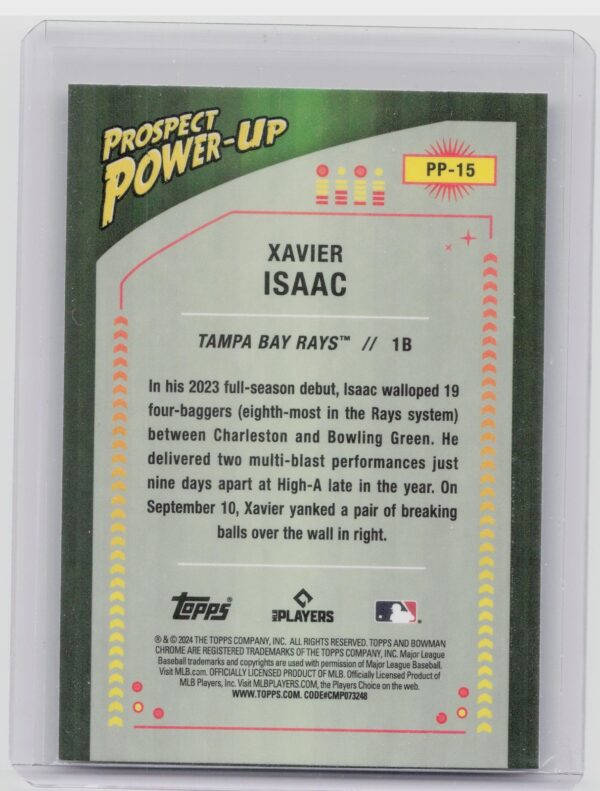 PROSPECT
POWER-UP
PP-15
XAVIER
ISAAC
TAMPA BAY RAYS™ // 1B
In his 2023 full-season debut, Isaac walloped 19
four-baggers (eighth-most in the Rays system)
between Charleston and Bowling Green. He
delivered two multi-blast performances just
nine days apart at High-A late in the year. On
September 10, Xavier yanked a pair of breaking
balls over the wall in right.
TOPPS®
MLB PLAYERS
® & © 2024 THE TOPPS COMPANY, INC. ALL RIGHTS RESERVED. TOPPS AND BOWMAN
CHROME ARE REGISTERED TRADEMARKS OF THE TOPPS COMPANY, INC. Major League
Baseball trademarks and copyrights are used with permission of Major League Baseball.
Visit MLB.com. OFFICIALLY LICENSED PRODUCT OF MLB. Officially Licensed Product of
MLB Players, Inc. Visit MLBPLAYERS.COM, the Players Choice on the web.
WWW.TOPPS.COM. CODE#CMP073248